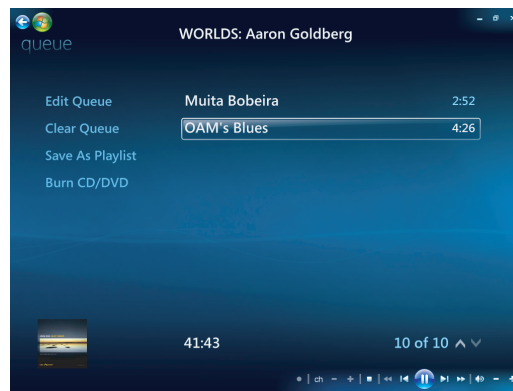 queue
WORLDS: Aaron Goldberg
Edit Queue
Clear Queue
Save As Playlist
Burn CD/DVD
Muita Bobeira 2:52
OAM's Blues 4:26
41:43
10 of 10
ch